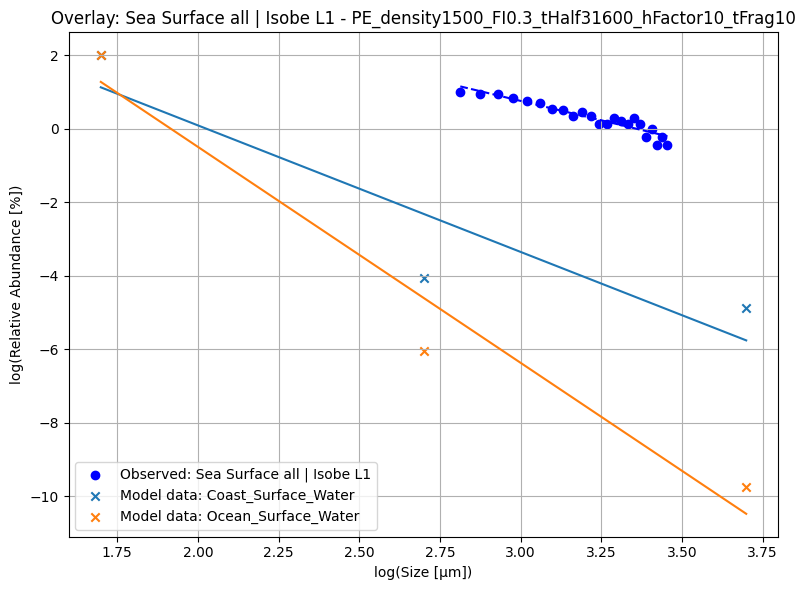 Overlay: Sea Surface all | Isobe L1 - PE_density1500_FI0.3_tHalf31600_hFactor10_tFrag10
log(Relative Abundance [%])
2
0
−2
−4
−6
−8
−10
Observed: Sea Surface all | Isobe L1
Model data: Coast_Surface_Water
Model data: Ocean_Surface_Water
1.75 2.00 2.25 2.50 2.75 3.00 3.25 3.50 3.75
log(Size [µm])